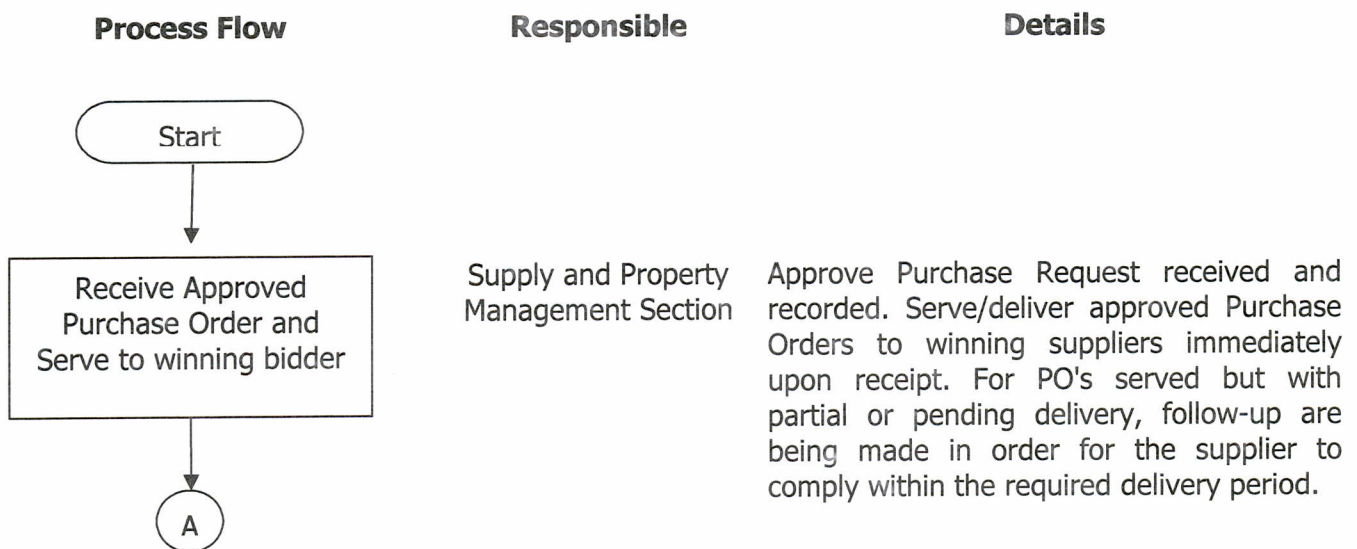 Process Flow
Responsible
Details
Start
Receive Approved
Purchase Order and
Serve to winning bidder
Supply and Property
Management Section
Approve Purchase Request received and
recorded. Serve/deliver approved Purchase
Orders to winning suppliers immediately
upon receipt. For PO's served but with
partial or pending delivery, follow-up are
being made in order for the supplier to
comply within the required delivery period.
A